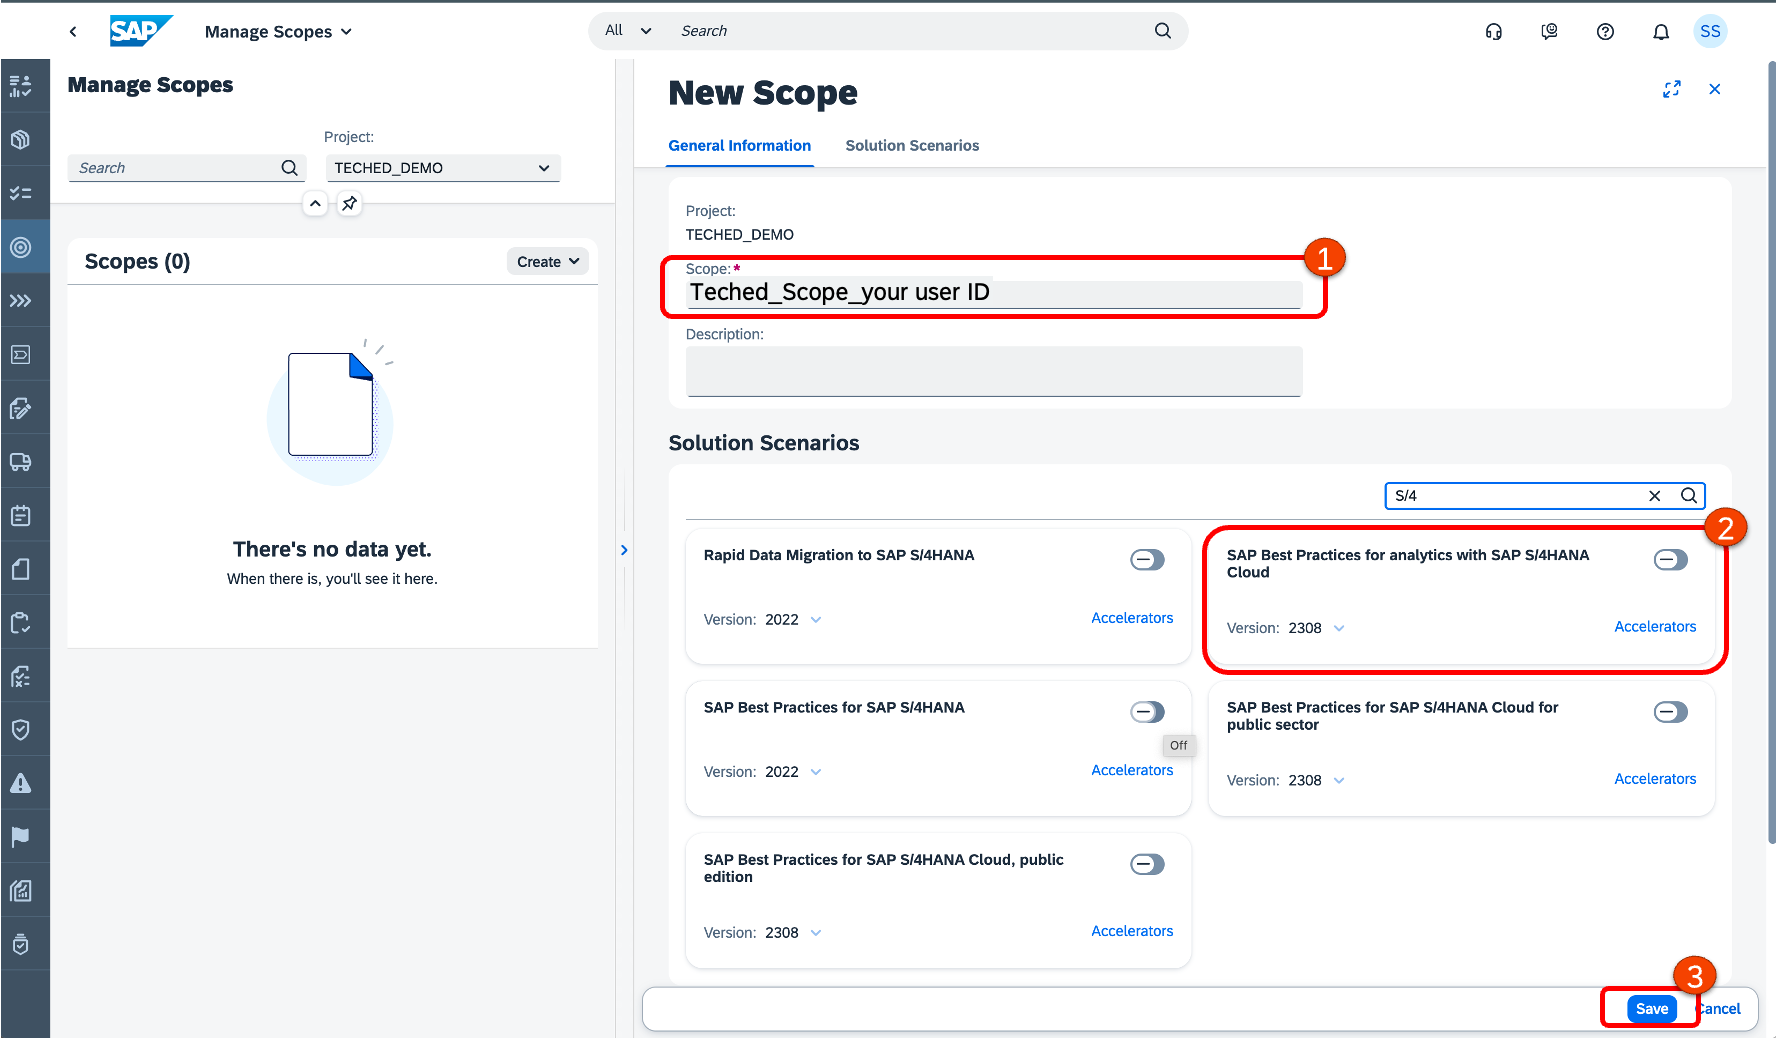 SAP
Manage Scopes
All
Search
SS
Manage Scopes
Project:
Search
TECHED_DEMO
Scopes (0)
Create
There's no data yet.
When there is, you'll see it here.
New Scope
General Information
Solution Scenarios
Project:
TECHED_DEMO
1
Scope:*
Teched_Scope_your user ID
Description:
Solution Scenarios
S/4
2
Rapid Data Migration to SAP S/4HANA
Version: 2022
Accelerators
SAP Best Practices for analytics with SAP S/4HANA
Cloud
Version: 2308
Accelerators
SAP Best Practices for SAP S/4HANA
Off
Version: 2022
Accelerators
SAP Best Practices for SAP S/4HANA Cloud for
public sector
Version: 2308
Accelerators
SAP Best Practices for SAP S/4HANA Cloud, public
edition
Version: 2308
Accelerators
3
Save
Cancel